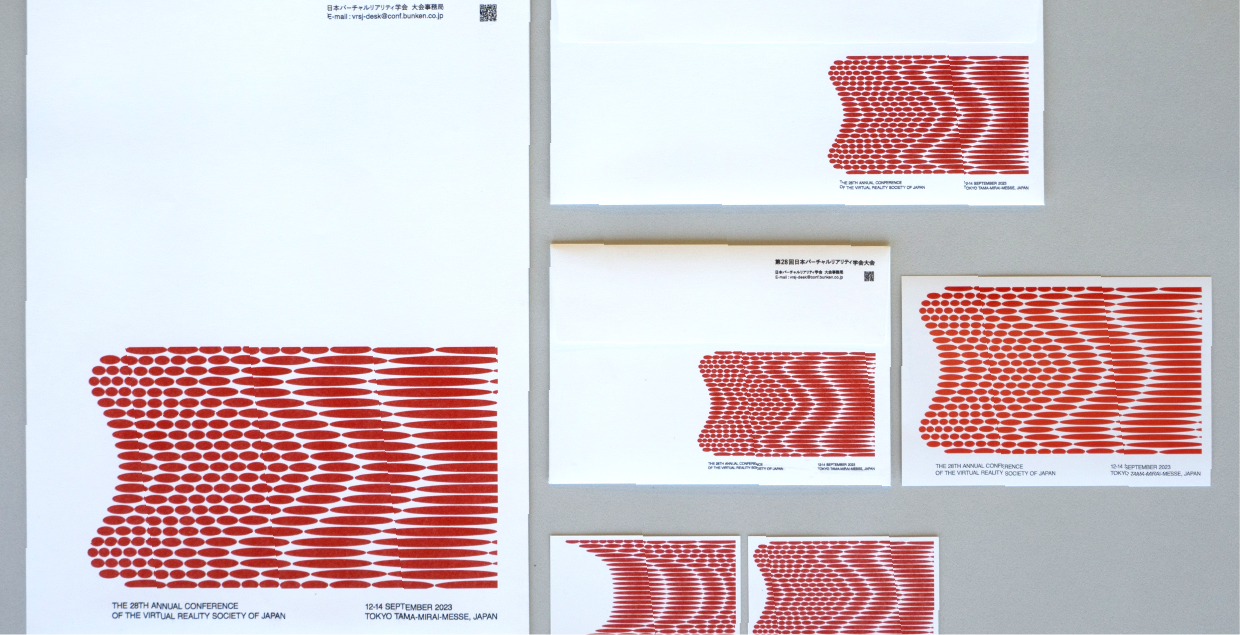 日本バーチャルリアリティ学会 大会事務局
E-mail : vrsj-desk@conf.bunken.co.jp
THE 28TH ANNUAL CONFERENCE
OF THE VIRTUAL REALITY SOCIETY OF JAPAN
12-14 SEPTEMBER 2023
TOKYO TAMA-MIRAI-MESSE, JAPAN
THE 28TH ANNUAL CONFERENCE
OF THE VIRTUAL REALITY SOCIETY OF JAPAN
12-14 SEPTEMBER 2023
TOKYO TAMA-MIRAI-MESSE, JAPAN
第28回日本バーチャルリアリティ学会大会
日本バーチャルリアリティ学会 大会事務局
E-mail : vrsj-desk@conf.bunken.co.jp
THE 28TH ANNUAL CONFERENCE
OF THE VIRTUAL REALITY SOCIETY OF JAPAN
12-14 SEPTEMBER 2023
TOKYO TAMA-MIRAI-MESSE, JAPAN
THE 28TH ANNUAL CONFERENCE
OF THE VIRTUAL REALITY SOCIETY OF JAPAN
12-14 SEPTEMBER 2023
TOKYO TAMA-MIRAI-MESSE, JAPAN